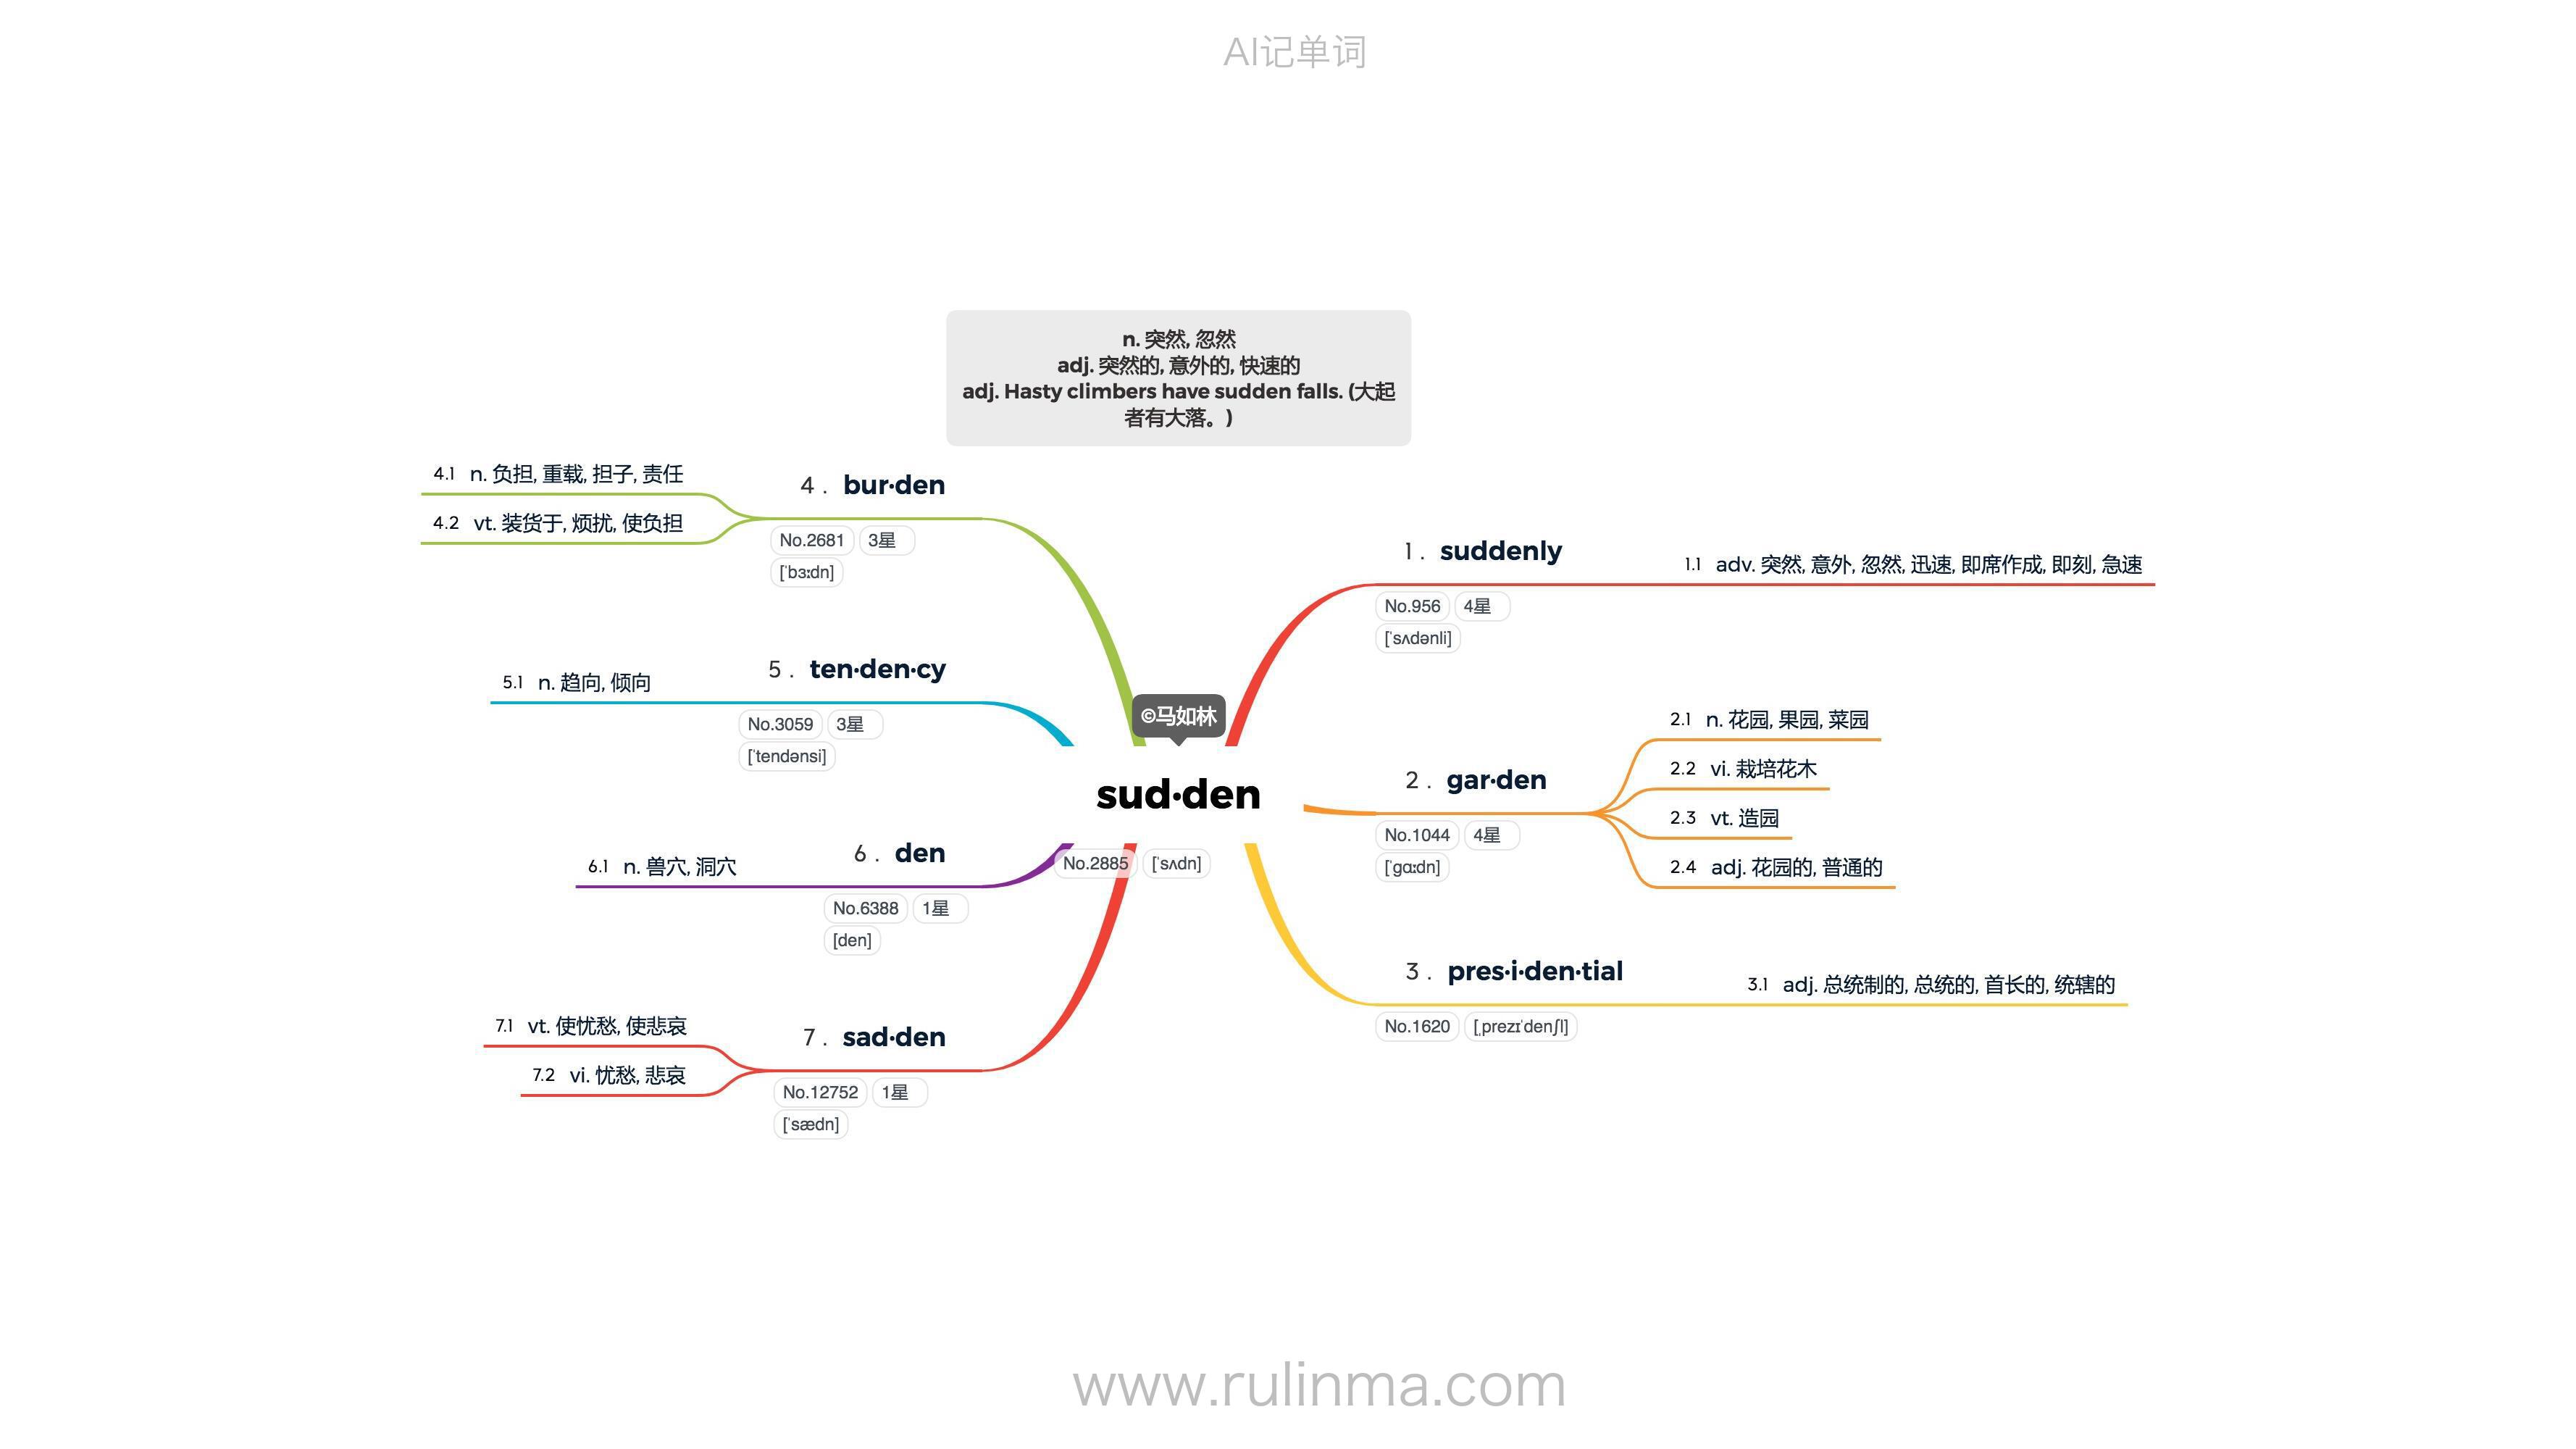 AI记单词
n. 突然, 忽然
adj. 突然的, 意外的, 快速的
adj. Hasty climbers have sudden falls. (大起
者有大落。)
©马如林
sud·den
No.2885 [ˈsʌdn]
1. suddenly
No.956 4星
[ˈsʌdənli]
1.1 adv. 突然, 意外, 忽然, 迅速, 即席作成, 即刻, 急速
2. gar·den
No.1044 4星
[ˈɡɑːdn]
2.1 n. 花园, 果园, 菜园
2.2 vi. 栽培花木
2.3 vt. 造园
2.4 adj. 花园的, 普通的
3. pres·i·den·tial
No.1620 [ˌprezɪˈdenʃl]
3.1 adj. 总统制的, 总统的, 首长的, 统辖的
4. bur·den
No.2681 3星
[ˈbɜːdn]
4.1 n. 负担, 重载, 担子, 责任
4.2 vt. 装货于, 烦扰, 使负担
5. ten·den·cy
No.3059 3星
[ˈtendənsi]
5.1 n. 趋向, 倾向
6. den
No.6388 1星
[den]
6.1 n. 兽穴, 洞穴
7. sad·den
No.12752 1星
[ˈsædn]
7.1 vt. 使忧愁, 使悲哀
7.2 vi. 忧愁, 悲哀
www.rulinma.com